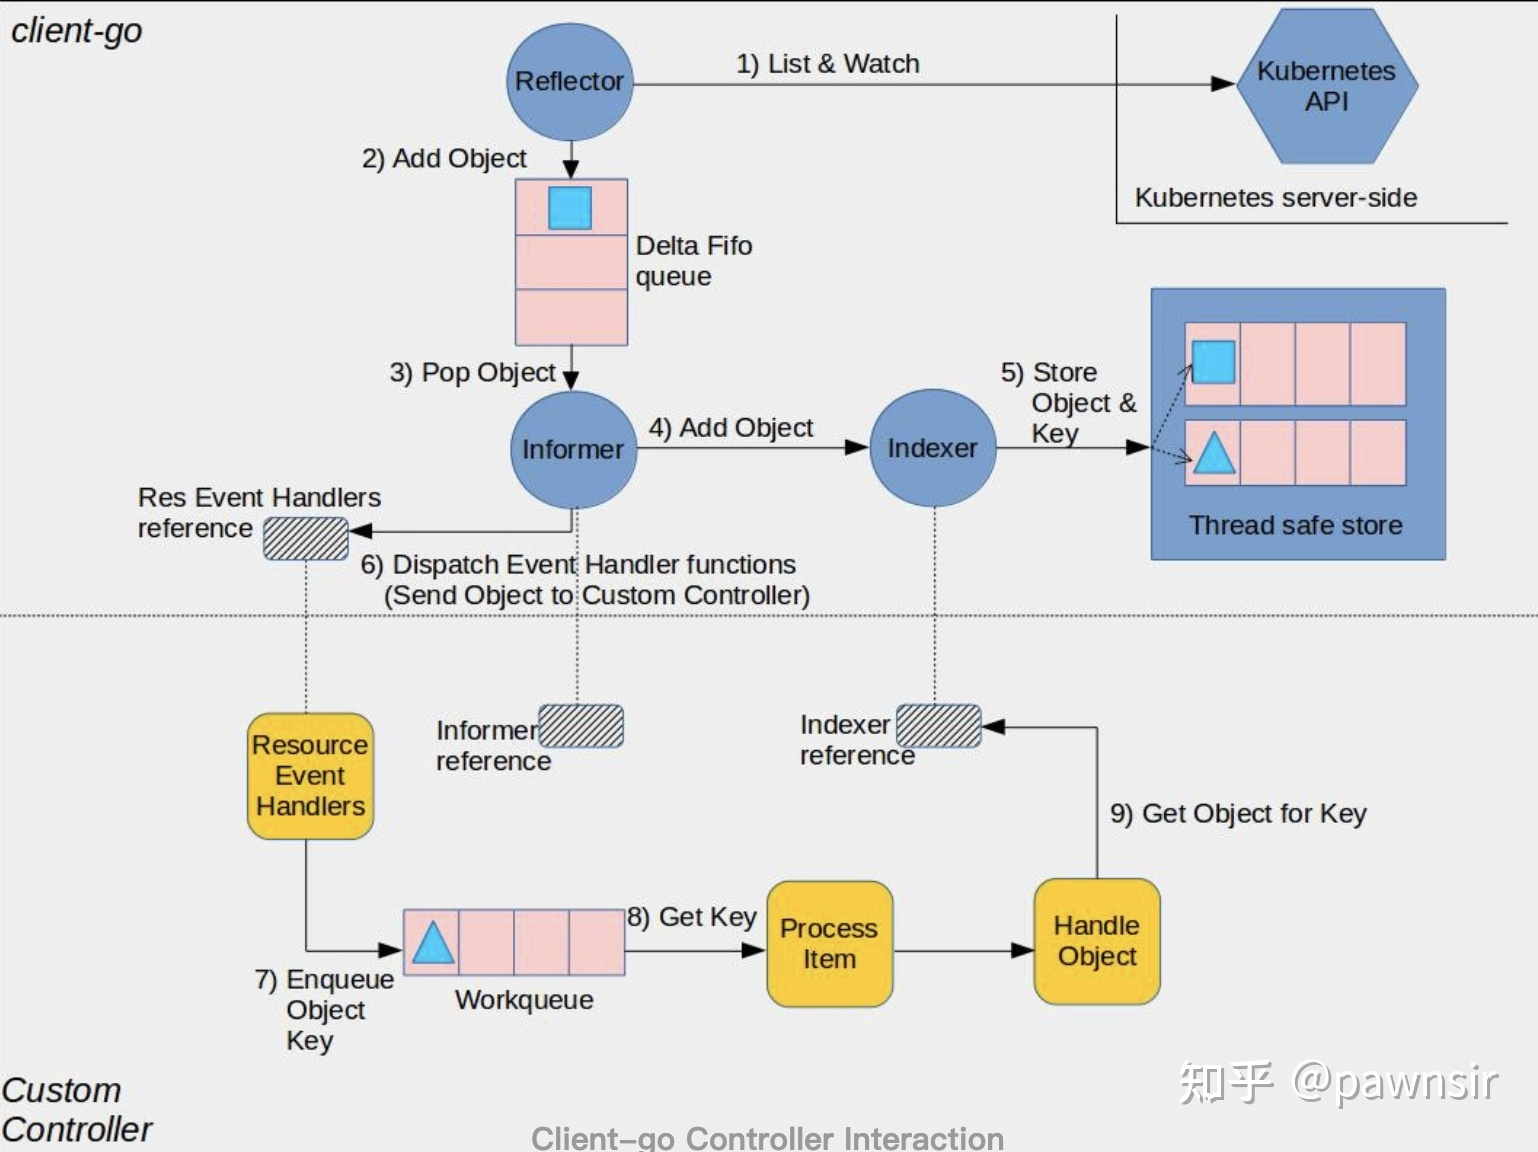 client-go
Reflector
1) List & Watch
Kubernetes
API
Kubernetes server-side
2) Add Object
Delta Fifo
queue
3) Pop Object
Informer
4) Add Object
Indexer
5) Store
Object &
Key
Thread safe store
Res Event Handlers
reference
6) Dispatch Event Handler functions
(Send Object to Custom Controller)
Resource
Event
Handlers
Informer
reference
Indexer
reference
9) Get Object for Key
7) Enqueue
Object
Key
Workqueue
8) Get Key
Process
Item
Handle
Object
Custom
Controller
知乎 @pawnsir
Client-go Controller Interaction